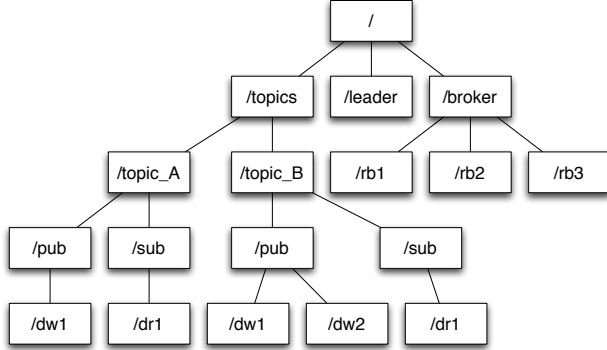 /
/topics
/leader
/broker
/topic_A
/topic_B
/rb1
/rb2
/rb3
/pub
/sub
/pub
/sub
/dw1
/dr1
/dw1
/dw2
/dr1